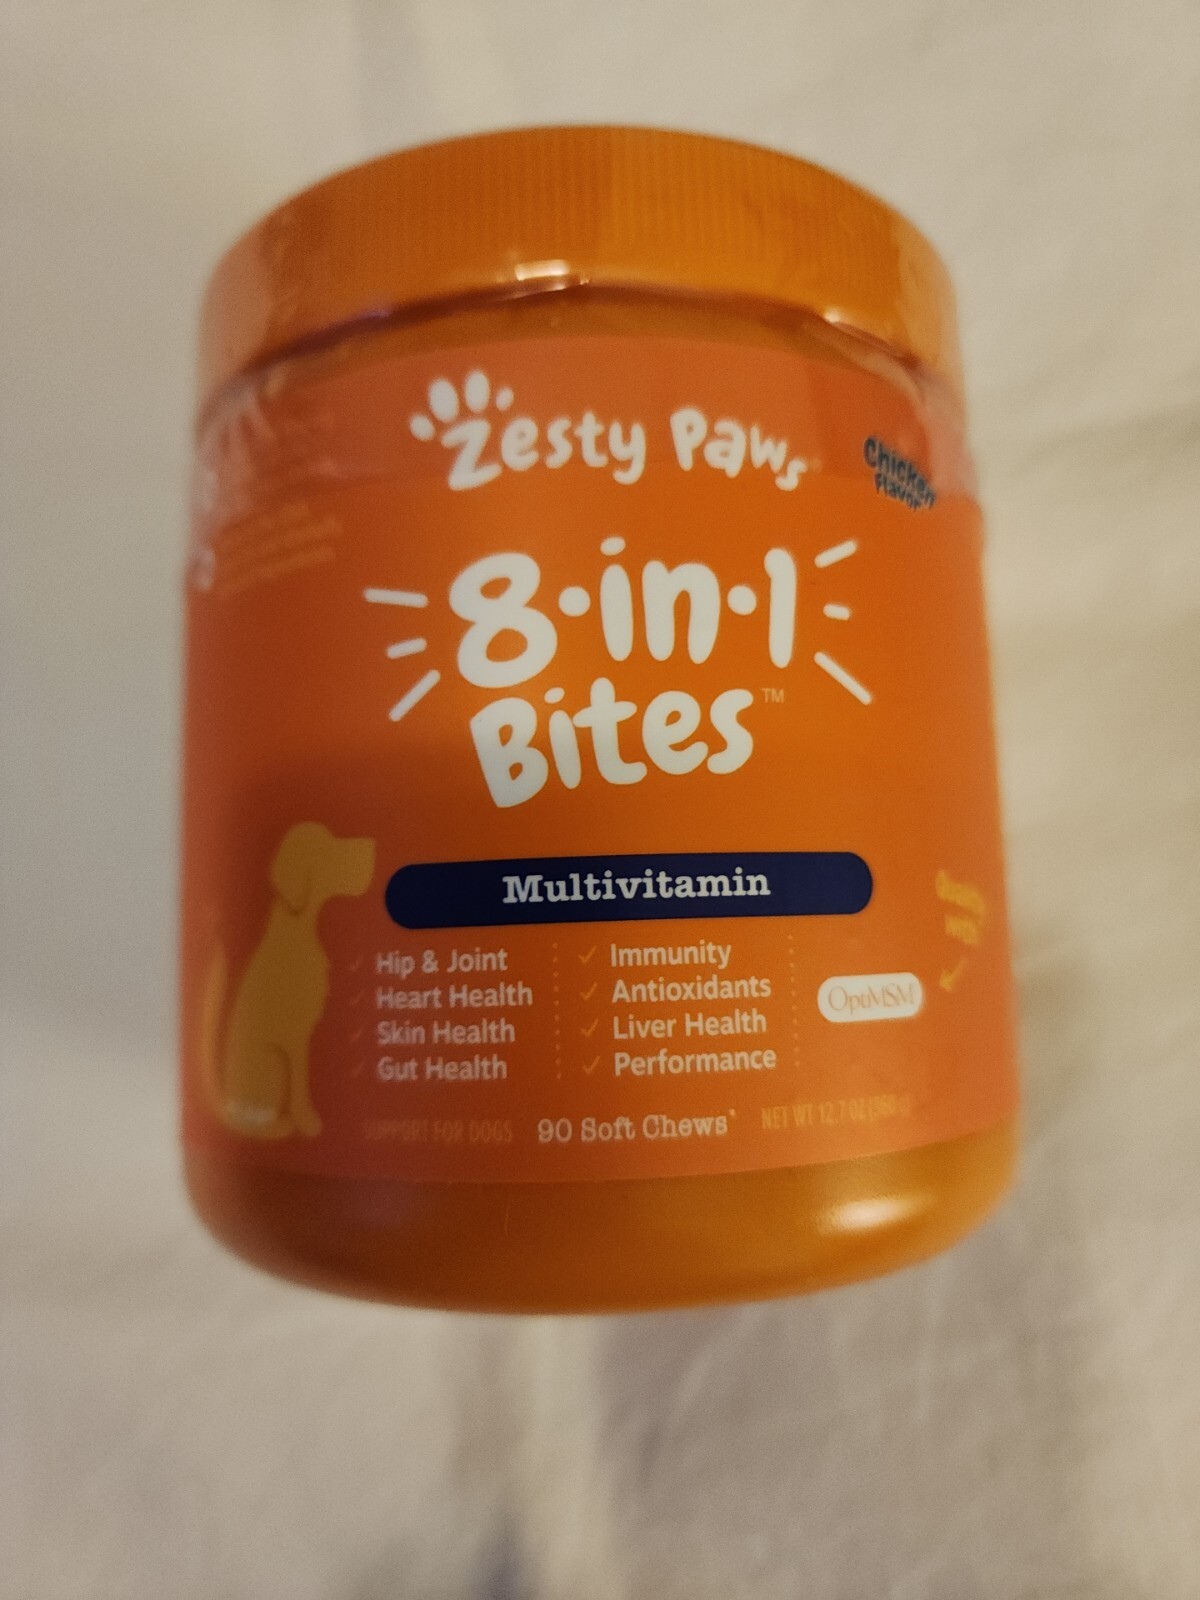 Zesty Paws
Chicken
Flavor
8·in·1
Bites™
Multivitamin
✓ Hip & Joint
✓ Heart Health
✓ Skin Health
✓ Gut Health
✓ Immunity
✓ Antioxidants
✓ Liver Health
✓ Performance
OptiMSM
SUPPORT FOR DOGS
90 Soft Chews*
NET WT 12.7 OZ